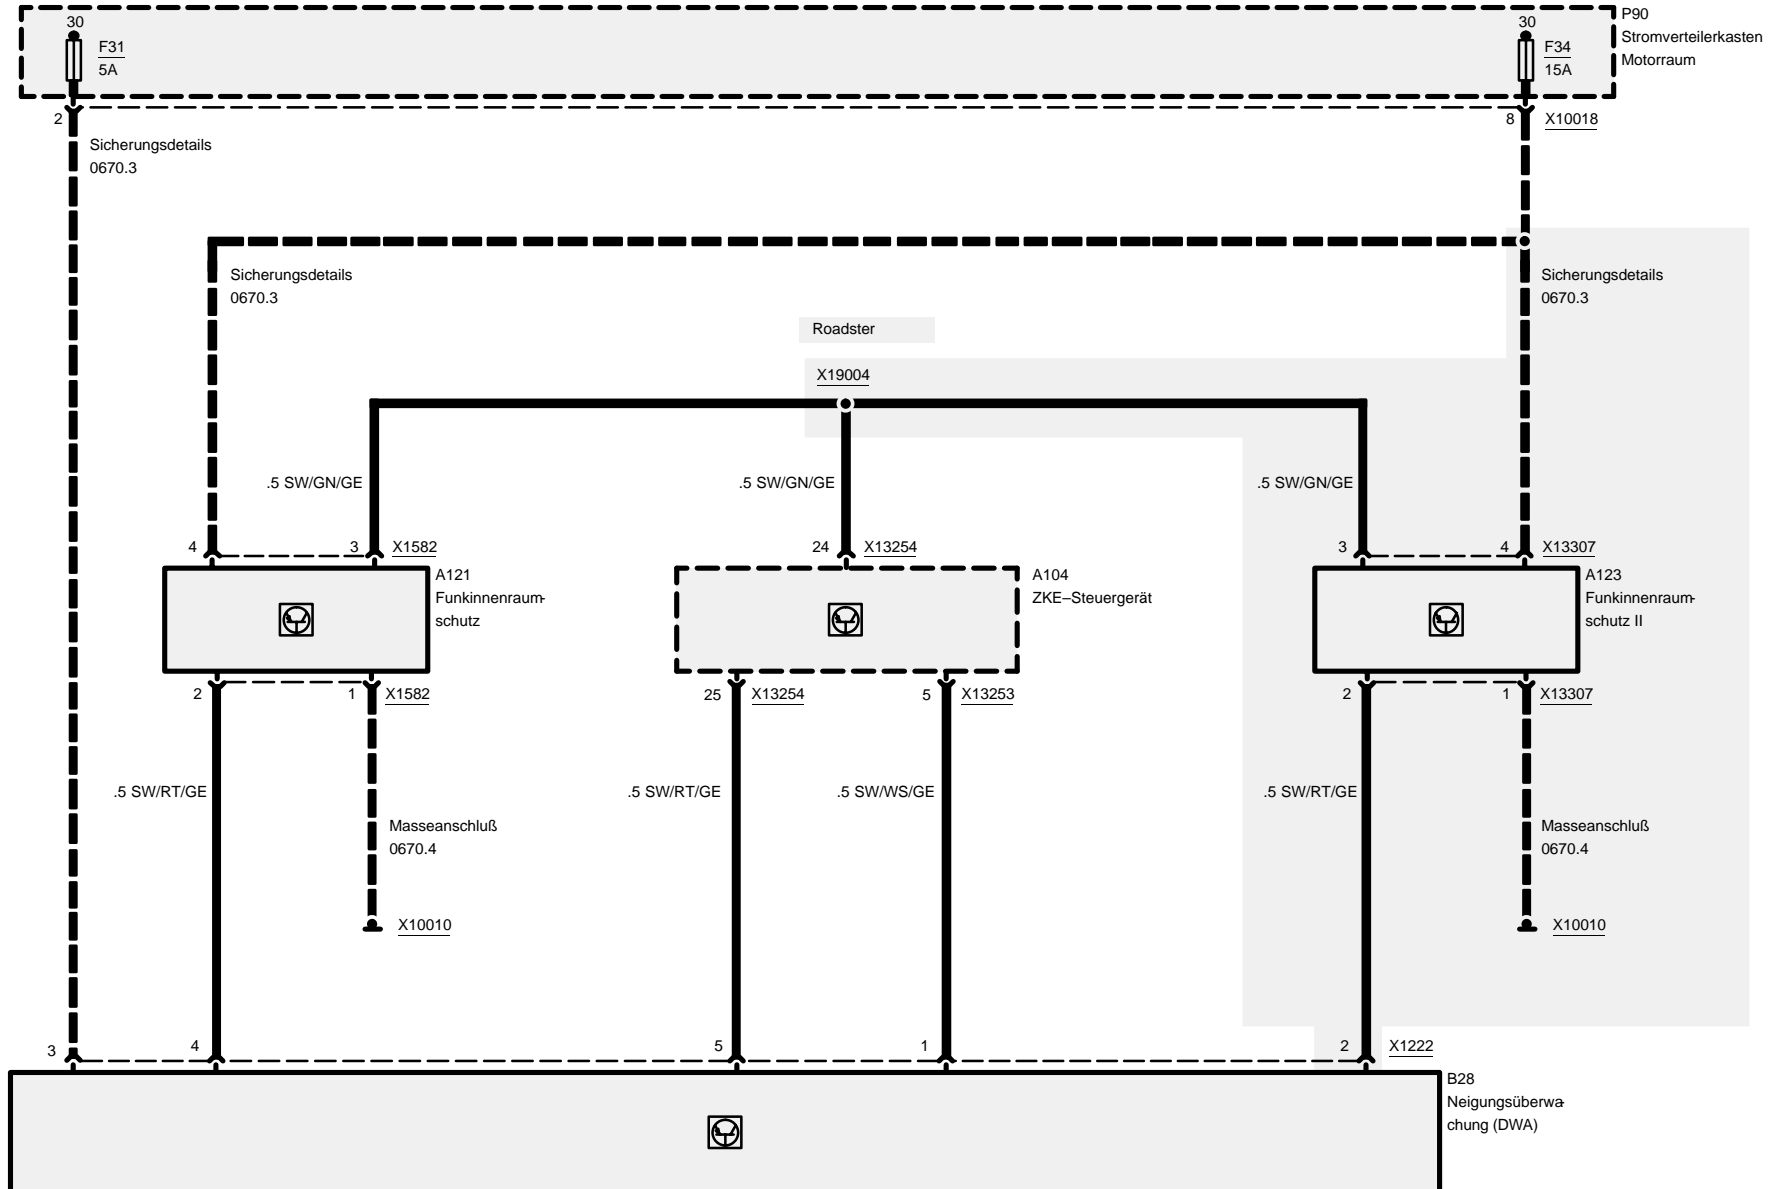 30
F31
5A
30
F34
15A
P90
Stromverteilerkasten
Motorraum
2
8
X10018
Sicherungsdetails
0670.3
Sicherungsdetails
0670.3
Sicherungsdetails
0670.3
Roadster
X19004
.5 SW/GN/GE
.5 SW/GN/GE
.5 SW/GN/GE
4
3
X1582
24
X13254
3
4
X13307
A121
Funkinnenraum-
schutz
A104
ZKE–Steuergerät
A123
Funkinnenraum-
schutz II
2
1
X1582
25
X13254
5
X13253
2
1
X13307
.5 SW/RT/GE
.5 SW/RT/GE
.5 SW/WS/GE
.5 SW/RT/GE
Masseanschluß
0670.4
Masseanschluß
0670.4
X10010
X10010
3
4
5
1
2
X1222
B28
Neigungsüberwa-
chung (DWA)